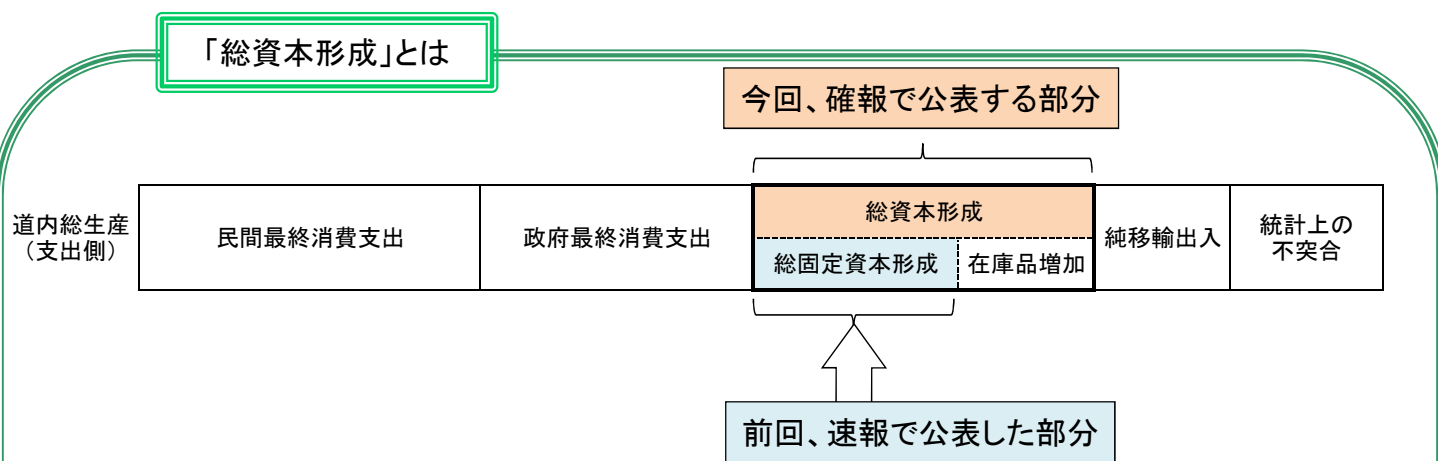 「総資本形成」とは
今回、確報で公表する部分
道内総生産
（支出側）
民間最終消費支出
政府最終消費支出
総資本形成
総固定資本形成
在庫品増加
純移輸出入
統計上の
不突合
前回、速報で公表した部分